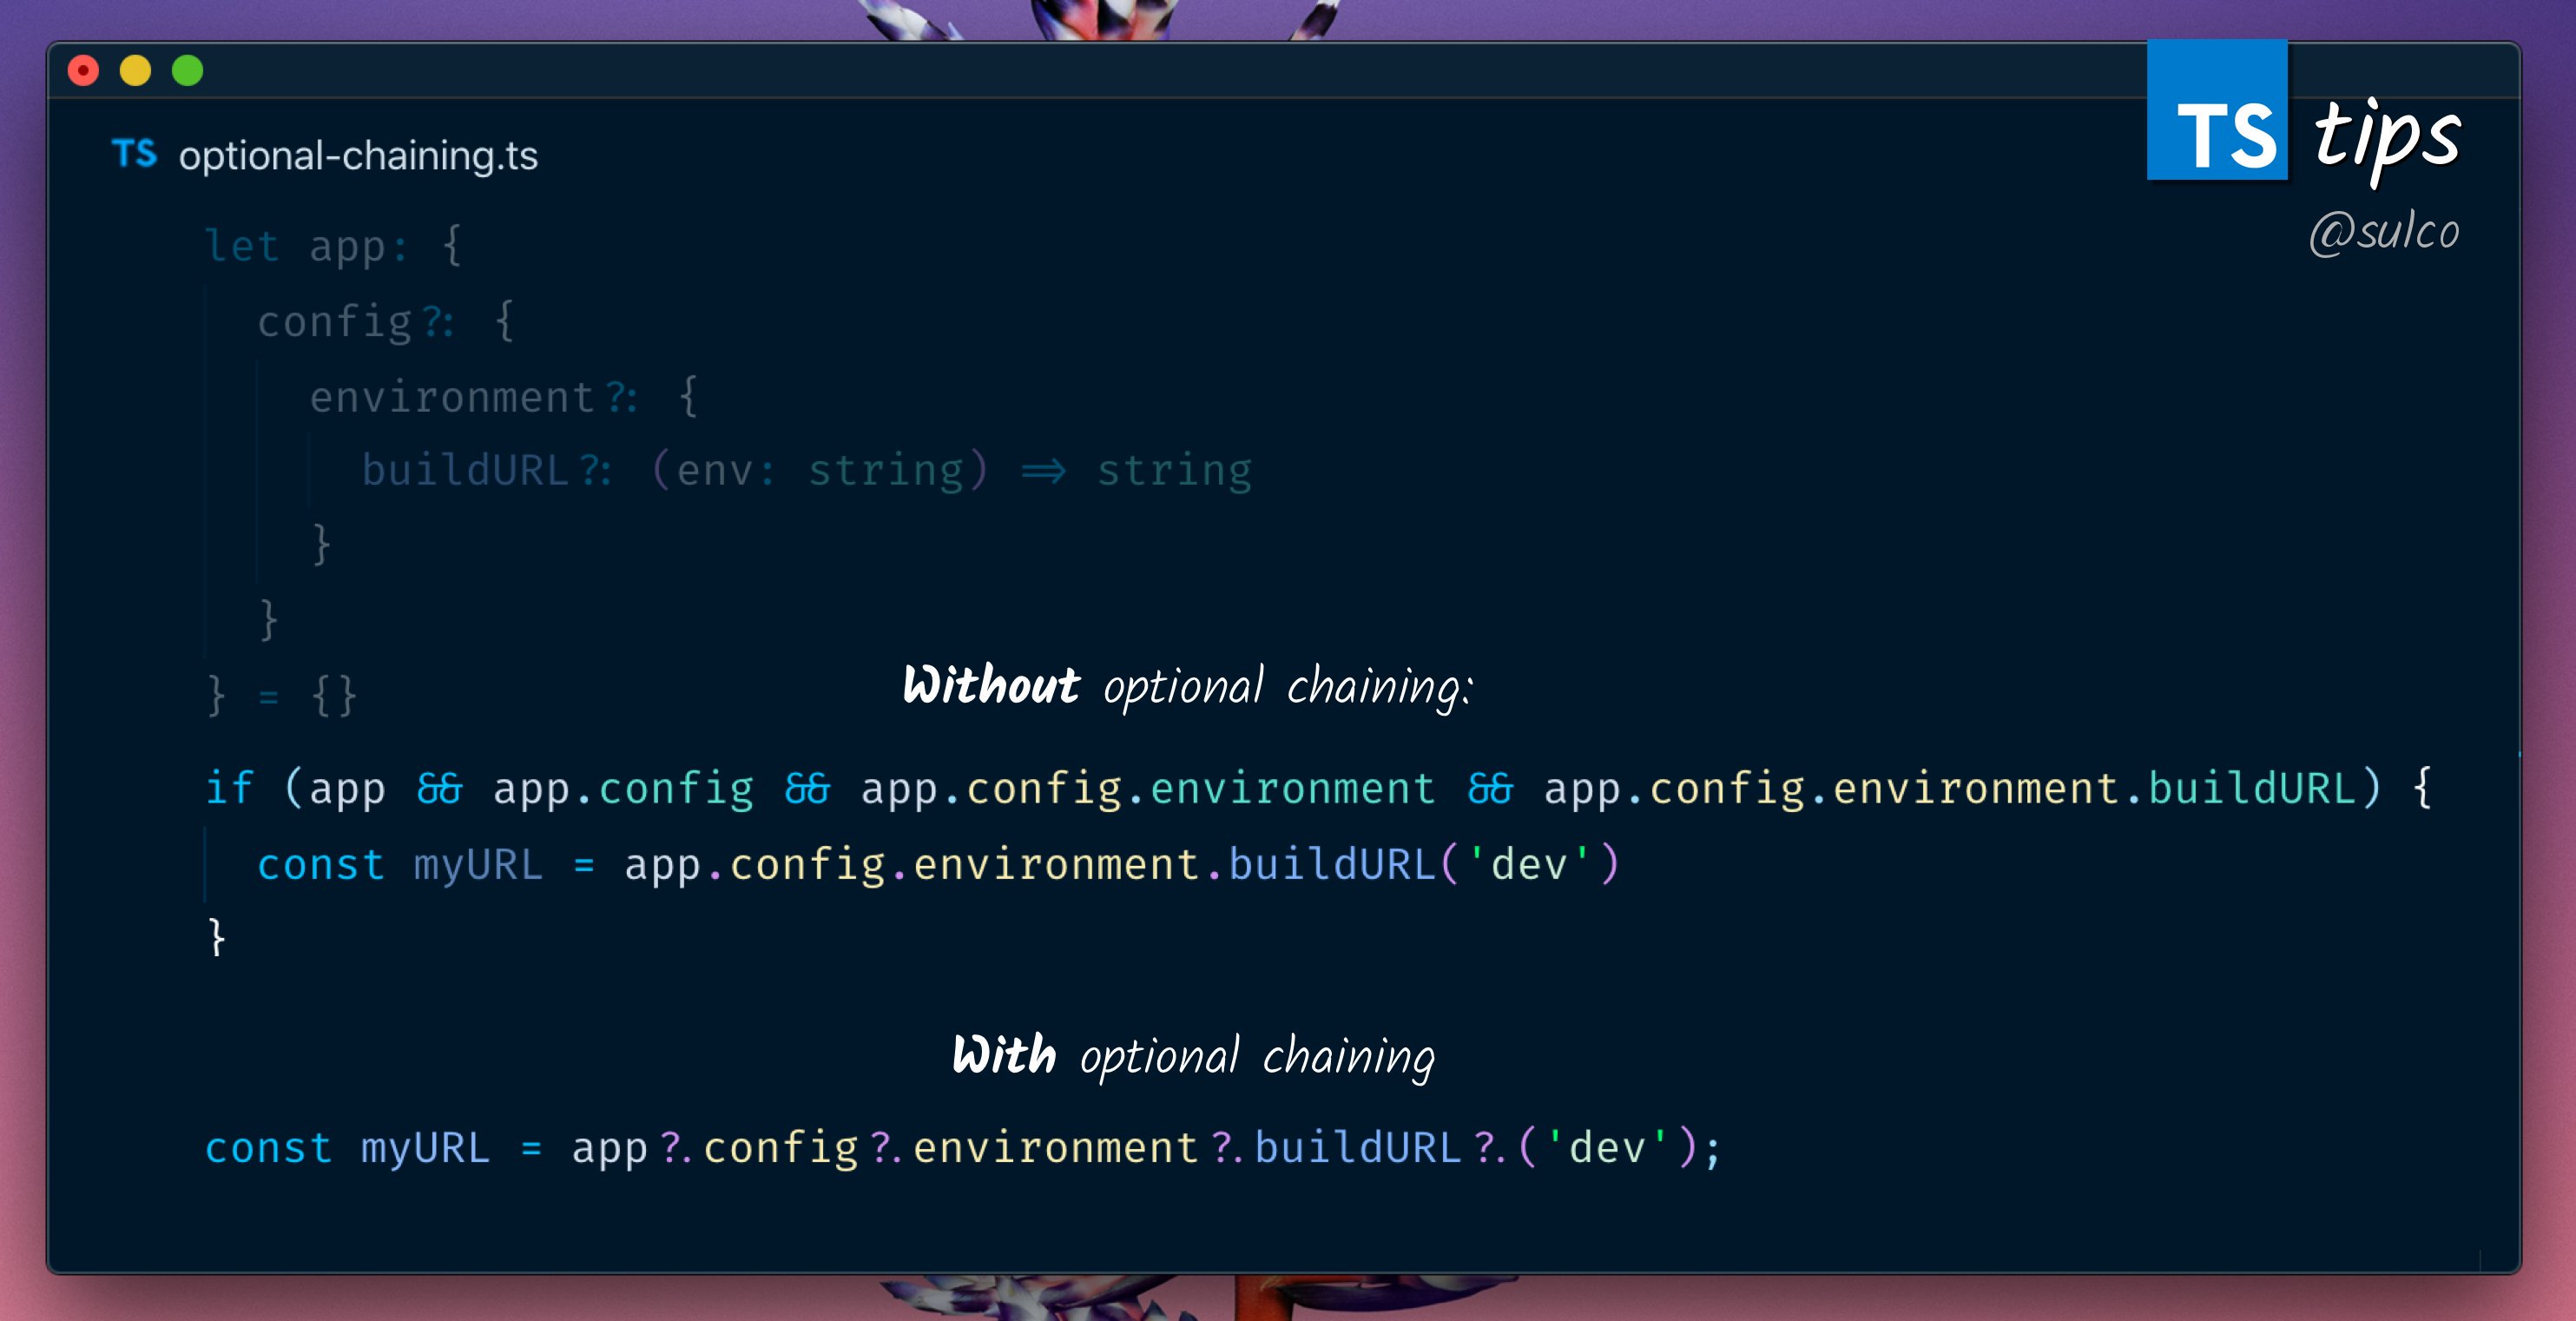 TS tips
@sulco
TS optional-chaining.ts
let app: {
  config?: {
    environment?: {
      buildURL?: (env: string) => string
    }
  }
} = {}
Without optional chaining:
if (app && app.config && app.config.environment && app.config.environment.buildURL) {
  const myURL = app.config.environment.buildURL('dev')
}
With optional chaining
const myURL = app?.config?.environment?.buildURL?.('dev');